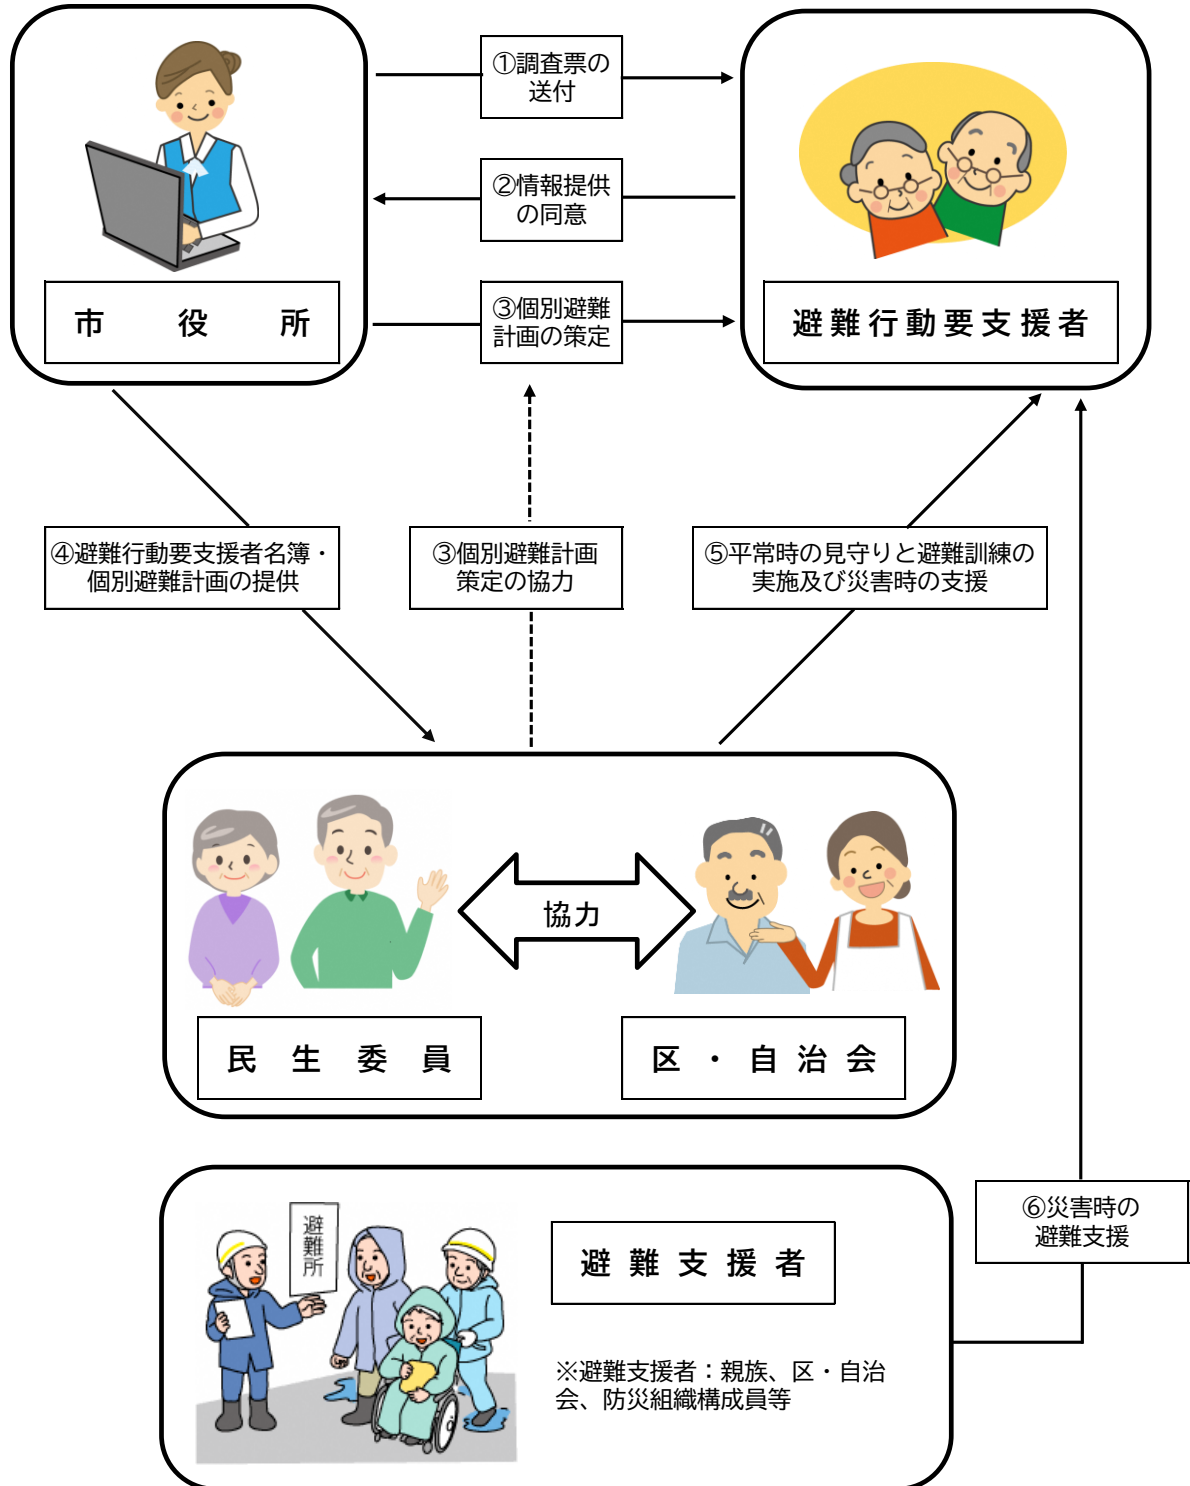 ①調査票の
送付
②情報提供
の同意
市役所
③個別避難
計画の策定
避難行動要支援者
④避難行動要支援者名簿・
個別避難計画の提供
③個別避難計画
策定の協力
⑤平常時の見守りと避難訓練の
実施及び災害時の支援
協力
民生委員
区・自治会
避難所
避難支援者
⑥災害時の
避難支援
※避難支援者：親族、区・自治
会、防災組織構成員等